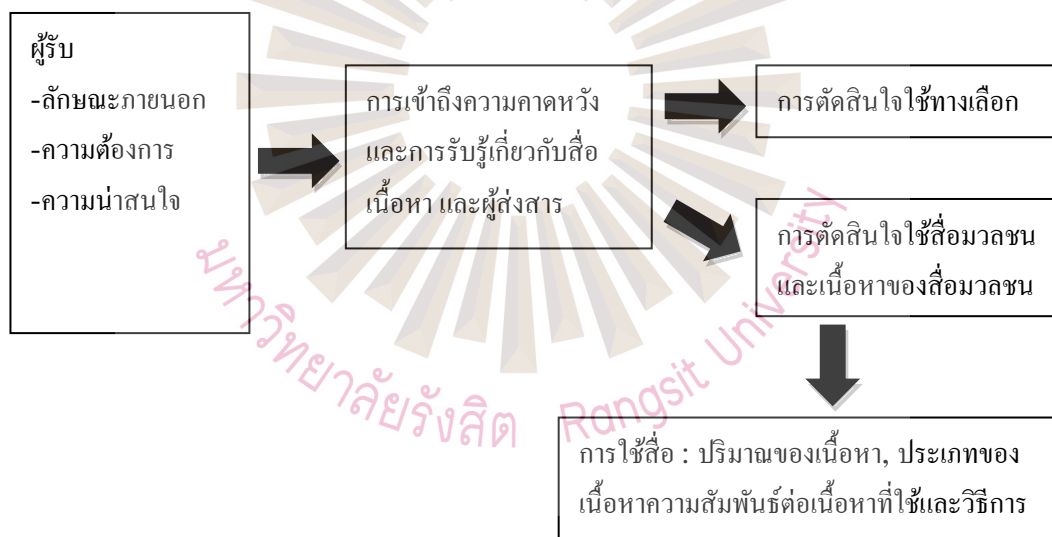 ผู้รับ
-ลักษณะภายนอก
-ความต้องการ
-ความน่าสนใจ
การเข้าถึงความคาดหวัง
และการรับรู้เกี่ยวกับสื่อ
เนื้อหา และผู้ส่งสาร
การตัดสินใจใช้ทางเลือก
การตัดสินใจใช้สื่อมวลชน
และเนื้อหาของสื่อมวลชน
การใช้สื่อ : ปริมาณของเนื้อหา, ประเภทของ
เนื้อหาความสัมพันธ์ต่อเนื้อหาที่ใช้และวิธีการ
มหาวิทยาลัยรังสิต Rangsit University